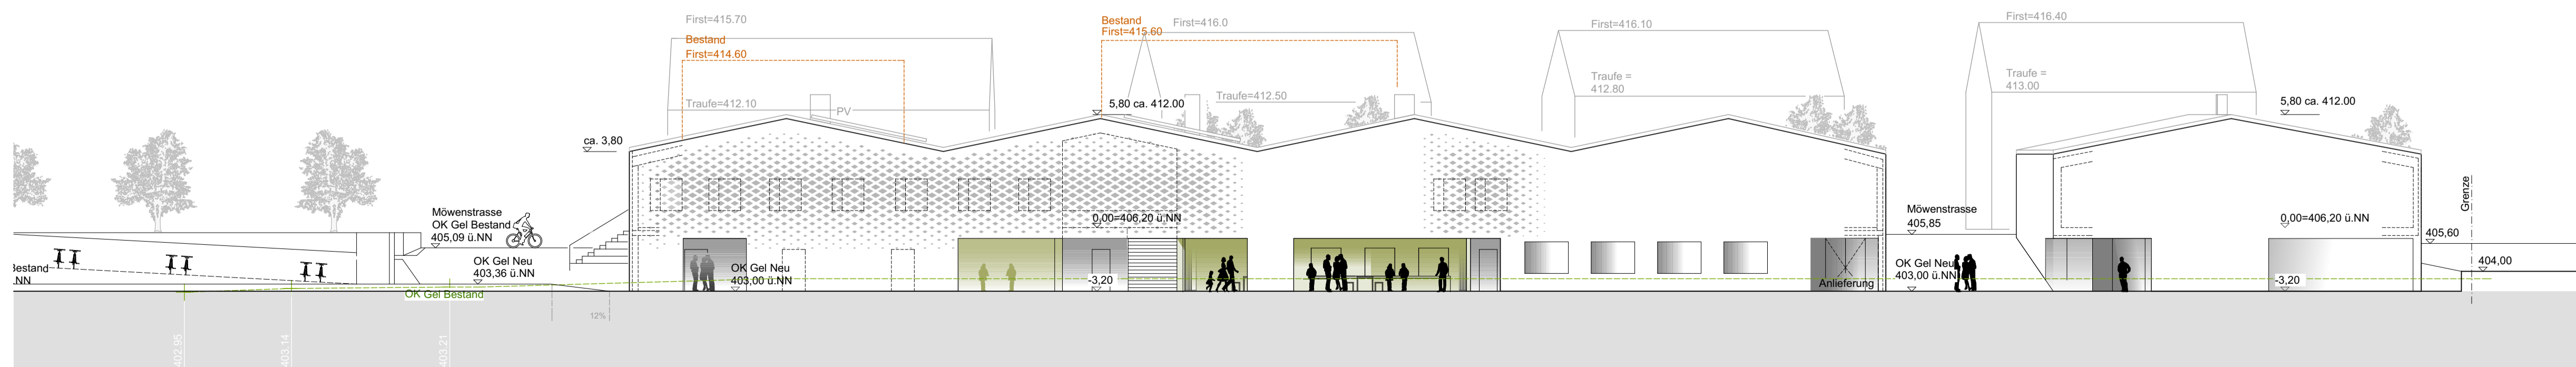 First=415.70
Bestand
First=414.60
Traufe=412.10
PV
Bestand
First=415.60
First=416.0
5,80 ca. 412.00
Traufe=412.50
First=416.10
Traufe =
412.80
First=416.40
Traufe =
413.00
5,80 ca. 412.00
ca. 3,80
Möwenstrasse
OK Gel Bestand
405,09 ü.NN
OK Gel Neu
403,36 ü.NN
Bestand
.NN
OK Gel Bestand
12%
402.95
403.14
403.21
OK Gel Neu
403,00 ü.NN
0,00=406,20 ü.NN
-3,20
Anlieferung
Möwenstrasse
405,85
OK Gel Neu
403,00 ü.NN
0,00=406,20 ü.NN
-3,20
Grenze
405,60
404,00